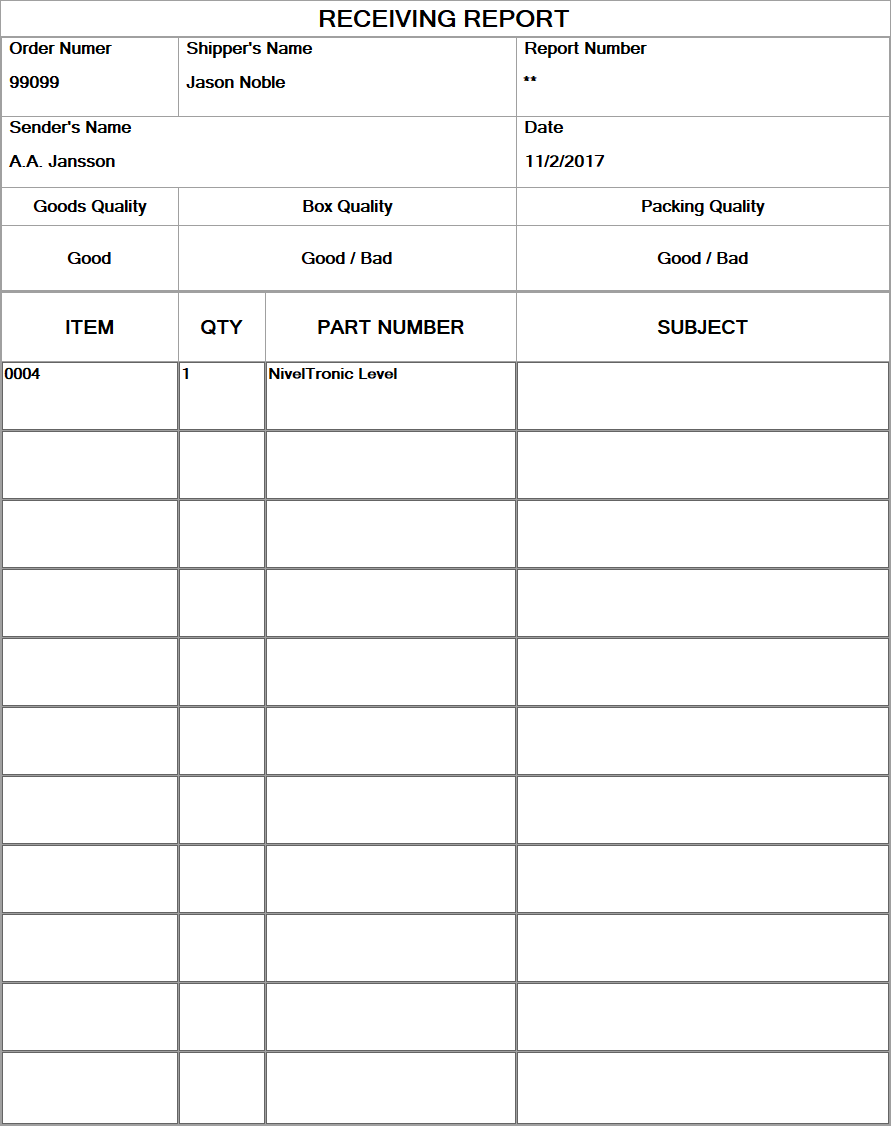 RECEIVING REPORT
Order Numer
Shipper's Name
Report Number
99099
Jason Noble
**
Sender's Name
Date
A.A. Jansson
11/2/2017
Goods Quality
Box Quality
Packing Quality
Good
Good / Bad
Good / Bad
ITEM
QTY
PART NUMBER
SUBJECT
0004
1
NivelTronic Level